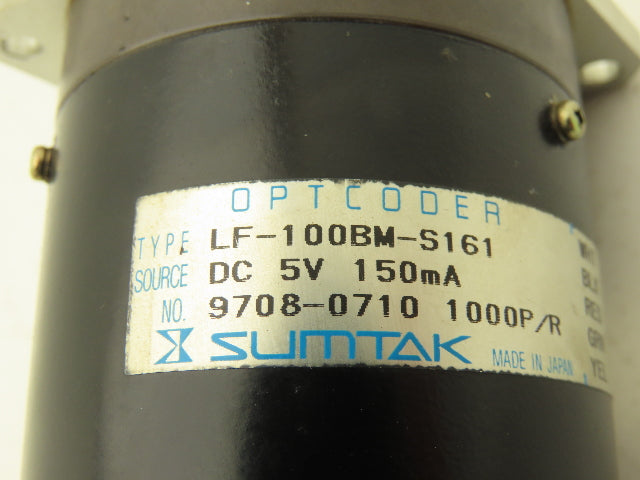 OPTCODER
TYPE LF-100BM-S161
SOURCE DC 5V 150mA
NO. 9708-0710 1000P/R
SUMTAK MADE IN JAPAN